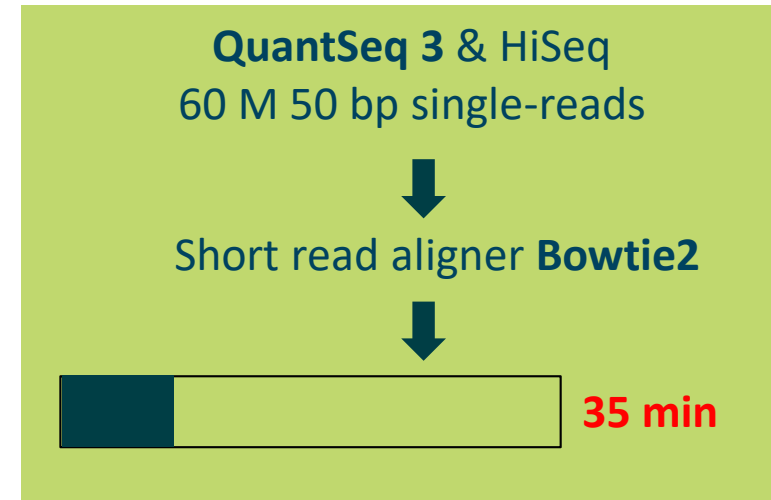 QuantSeq 3 & HiSeq
60 M 50 bp single-reads
Short read aligner Bowtie2
35 min